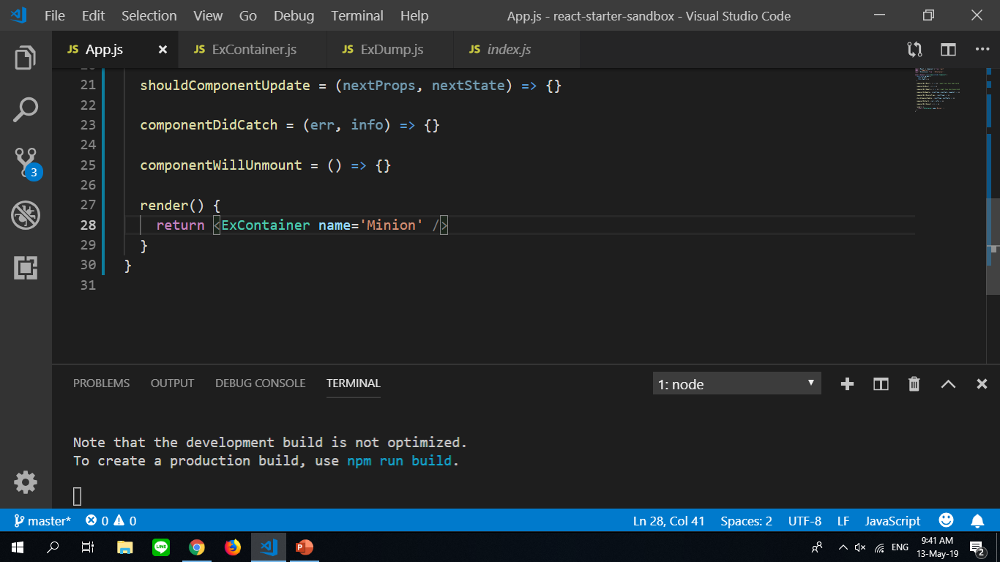 File Edit Selection View Go Debug Terminal Help App.js - react-starter-sandbox - Visual Studio Code
JS App.js JS ExContainer.js JS ExDump.js JS index.js
21 shouldComponentUpdate = (nextProps, nextState) => {}
22
23 componentDidCatch = (err, info) => {}
24
25 componentWillUnmount = () => {}
26
27 render() {
28 return <ExContainer name='Minion' />
29 }
30 }
31
3
PROBLEMS OUTPUT DEBUG CONSOLE TERMINAL 1: node
Note that the development build is not optimized.
To create a production build, use npm run build.
master* 0 0 Ln 28, Col 41 Spaces: 2 UTF-8 LF JavaScript
LINE P ENG 9:41 AM
13-May-19 2